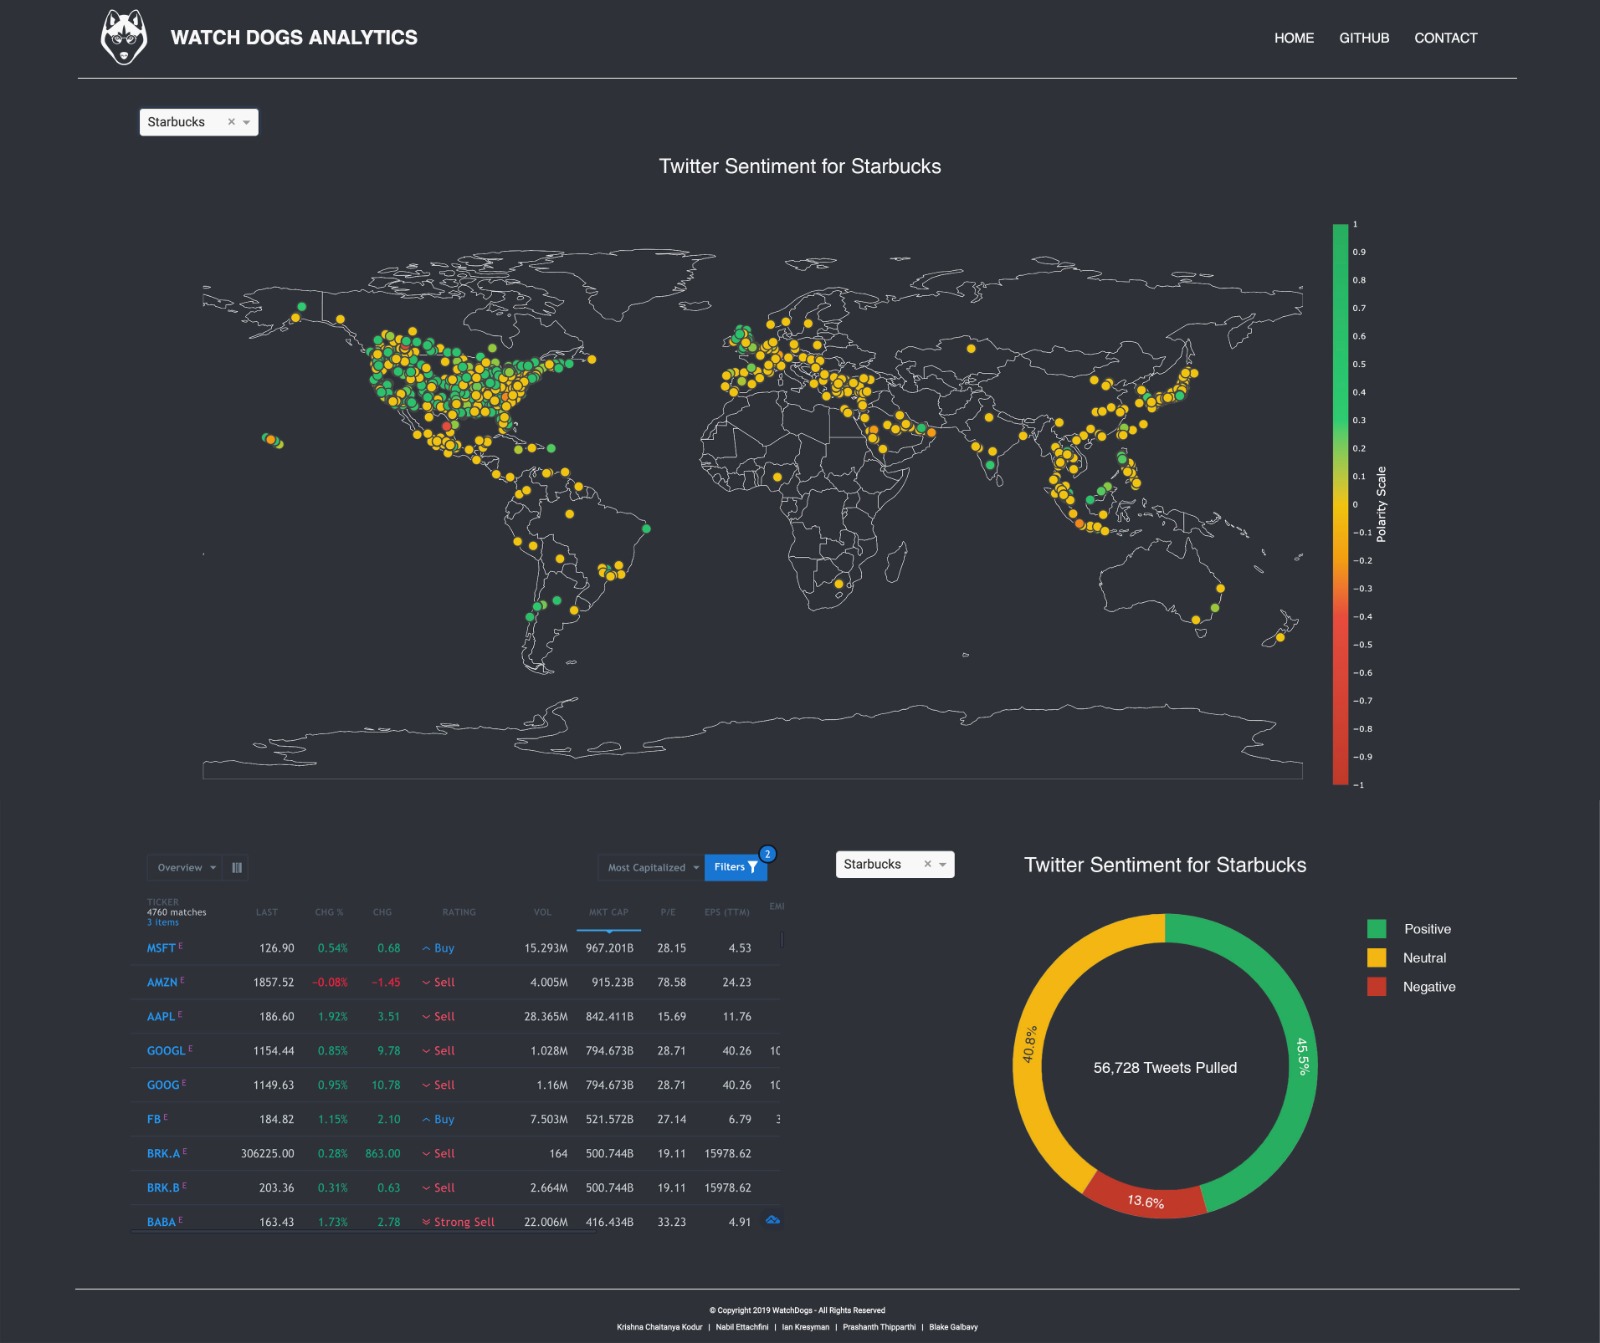 WATCH DOGS ANALYTICS
HOME GITHUB CONTACT
Starbucks × 
Twitter Sentiment for Starbucks
1
0.9
0.8
0.7
0.6
0.5
0.4
0.3
0.2
0.1
0
−0.1
−0.2
−0.3
−0.4
−0.5
−0.6
−0.7
−0.8
−0.9
−1
Polarity Scale
Overview
Most Capitalized
Filters
2
TICKER
4760 matches
3 items
LAST CHG % CHG RATING VOL MKT CAP P/E EPS (TTM) EM
MSFT E 126.90 0.54% 0.68 Buy 15.293M 967.201B 28.15 4.53
AMZN E 1857.52 −0.08% −1.45 Sell 4.005M 915.23B 78.58 24.23
AAPL E 186.60 1.92% 3.51 Sell 28.365M 842.411B 15.69 11.76
GOOGL E 1154.44 0.85% 9.78 Sell 1.028M 794.673B 28.71 40.26 10
GOOG E 1149.63 0.95% 10.78 Sell 1.16M 794.673B 28.71 40.26 10
FB E 184.82 1.15% 2.10 Buy 7.503M 521.572B 27.14 6.79 3
BRK.A E 306225.00 0.28% 863.00 Sell 164 500.744B 19.11 15978.62
BRK.B E 203.36 0.31% 0.63 Sell 2.664M 500.744B 19.11 15978.62
BABA E 163.43 1.73% 2.78 Strong Sell 22.006M 416.434B 33.23 4.91
Starbucks ×
Twitter Sentiment for Starbucks
Positive
Neutral
Negative
40.8%
45.5%
13.6%
56,728 Tweets Pulled
© Copyright 2019 WatchDogs - All Rights Reserved
Krishna Chaitanya Kodur | Nabil Ettachfini | Ian Kresyman | Prashanth Thipparthi | Blake Galbavy